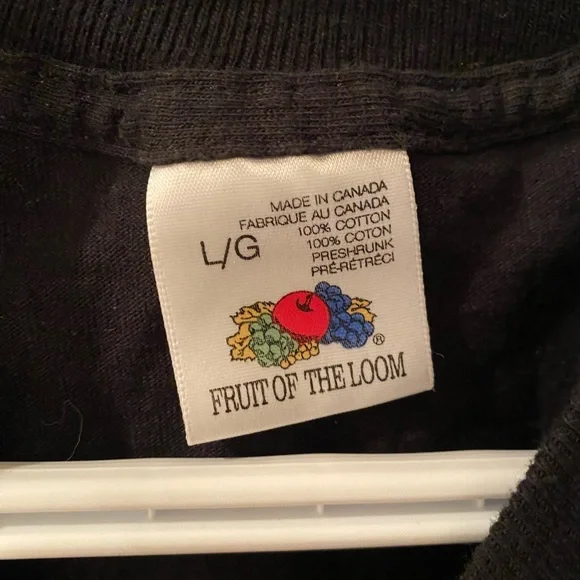 L/G
MADE IN CANADA
FABRIQUE AU CANADA
100% COTTON
100% COTON
PRESHRUNK
PRÉ-RÉTRÉCI
®
FRUIT OF THE LOOM